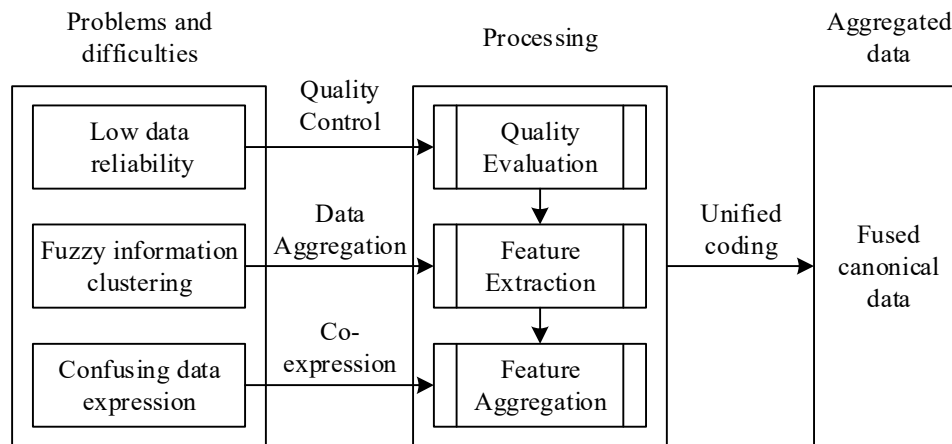 Problems and
difficulties
Processing
Aggregated
data
Quality
Control
Low data
reliability
Quality
Evaluation
Data
Aggregation
Unified
coding
Fuzzy information
clustering
Feature
Extraction
Fused
canonical
data
Co-
expression
Confusing data
expression
Feature
Aggregation